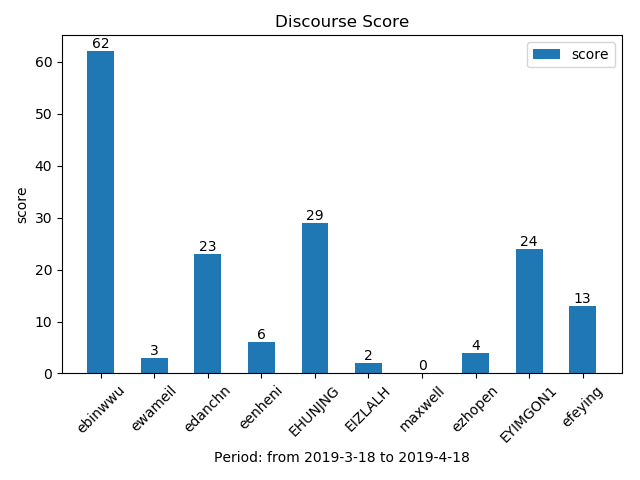 Discourse Score
score
60
50
40
30
20
10
0
score
62
3
23
6
29
2
0
4
24
13
ebinwwu
ewameil
edanchn
eenheni
EHUNJNG
EIZLALH
maxwell
ezhopen
EYIMGON1
efeying
Period: from 2019-3-18 to 2019-4-18